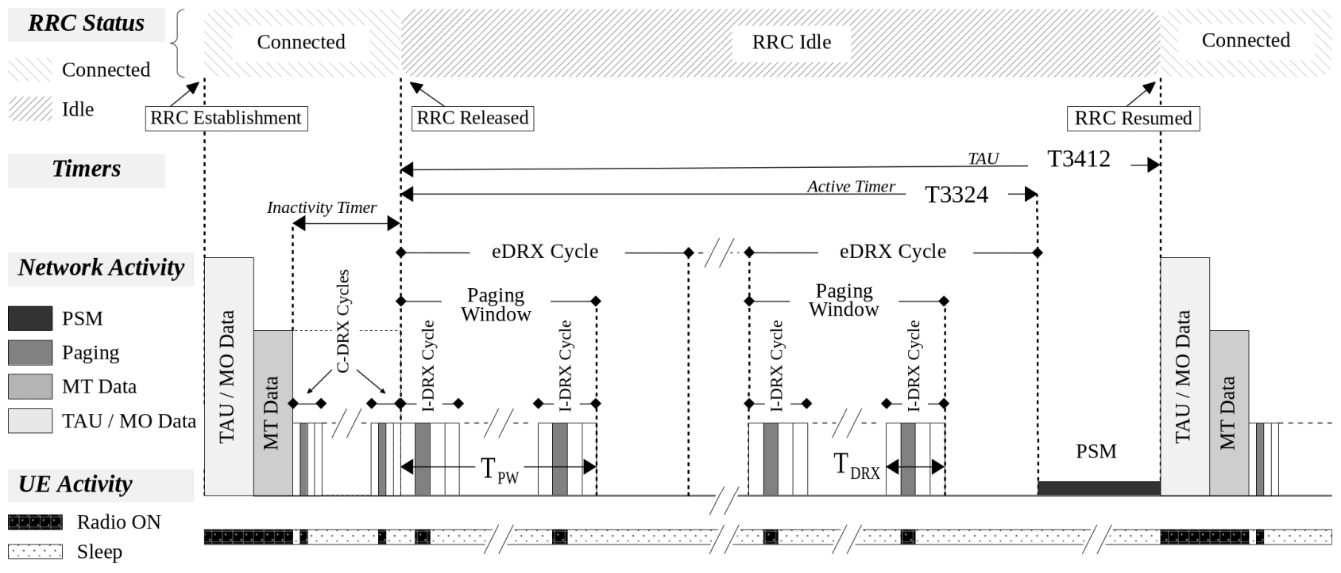 RRC Status
Connected
RRC Idle
Connected
Connected
Idle
RRC Establishment
RRC Released
RRC Resumed
Timers
TAU
T3412
Active Timer
T3324
Inactivity Timer
eDRX Cycle
eDRX Cycle
Network Activity
Paging
Window
Paging
Window
PSM
Paging
MT Data
TAU / MO Data
TAU / MO Data
MT Data
C-DRX Cycles
I-DRX Cycle
I-DRX Cycle
I-DRX Cycle
I-DRX Cycle
TAU / MO Data
MT Data
TPW
TDRX
PSM
UE Activity
Radio ON
Sleep